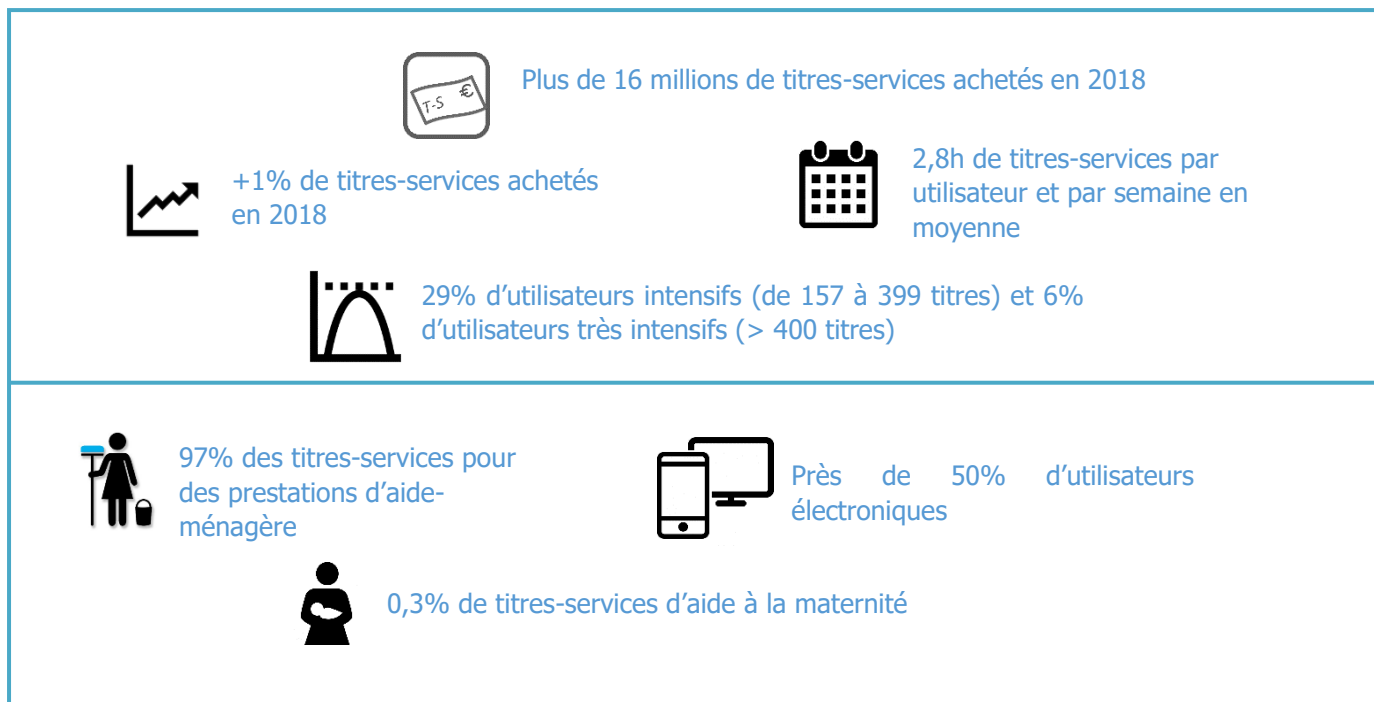 T-S €
Plus de 16 millions de titres-services achetés en 2018
+1% de titres-services achetés
en 2018
2,8h de titres-services par
utilisateur et par semaine en
moyenne
29% d'utilisateurs intensifs (de 157 à 399 titres) et 6%
d'utilisateurs très intensifs (> 400 titres)
97% des titres-services pour
des prestations d'aide-
ménagère
Près de 50% d'utilisateurs
électroniques
0,3% de titres-services d'aide à la maternité